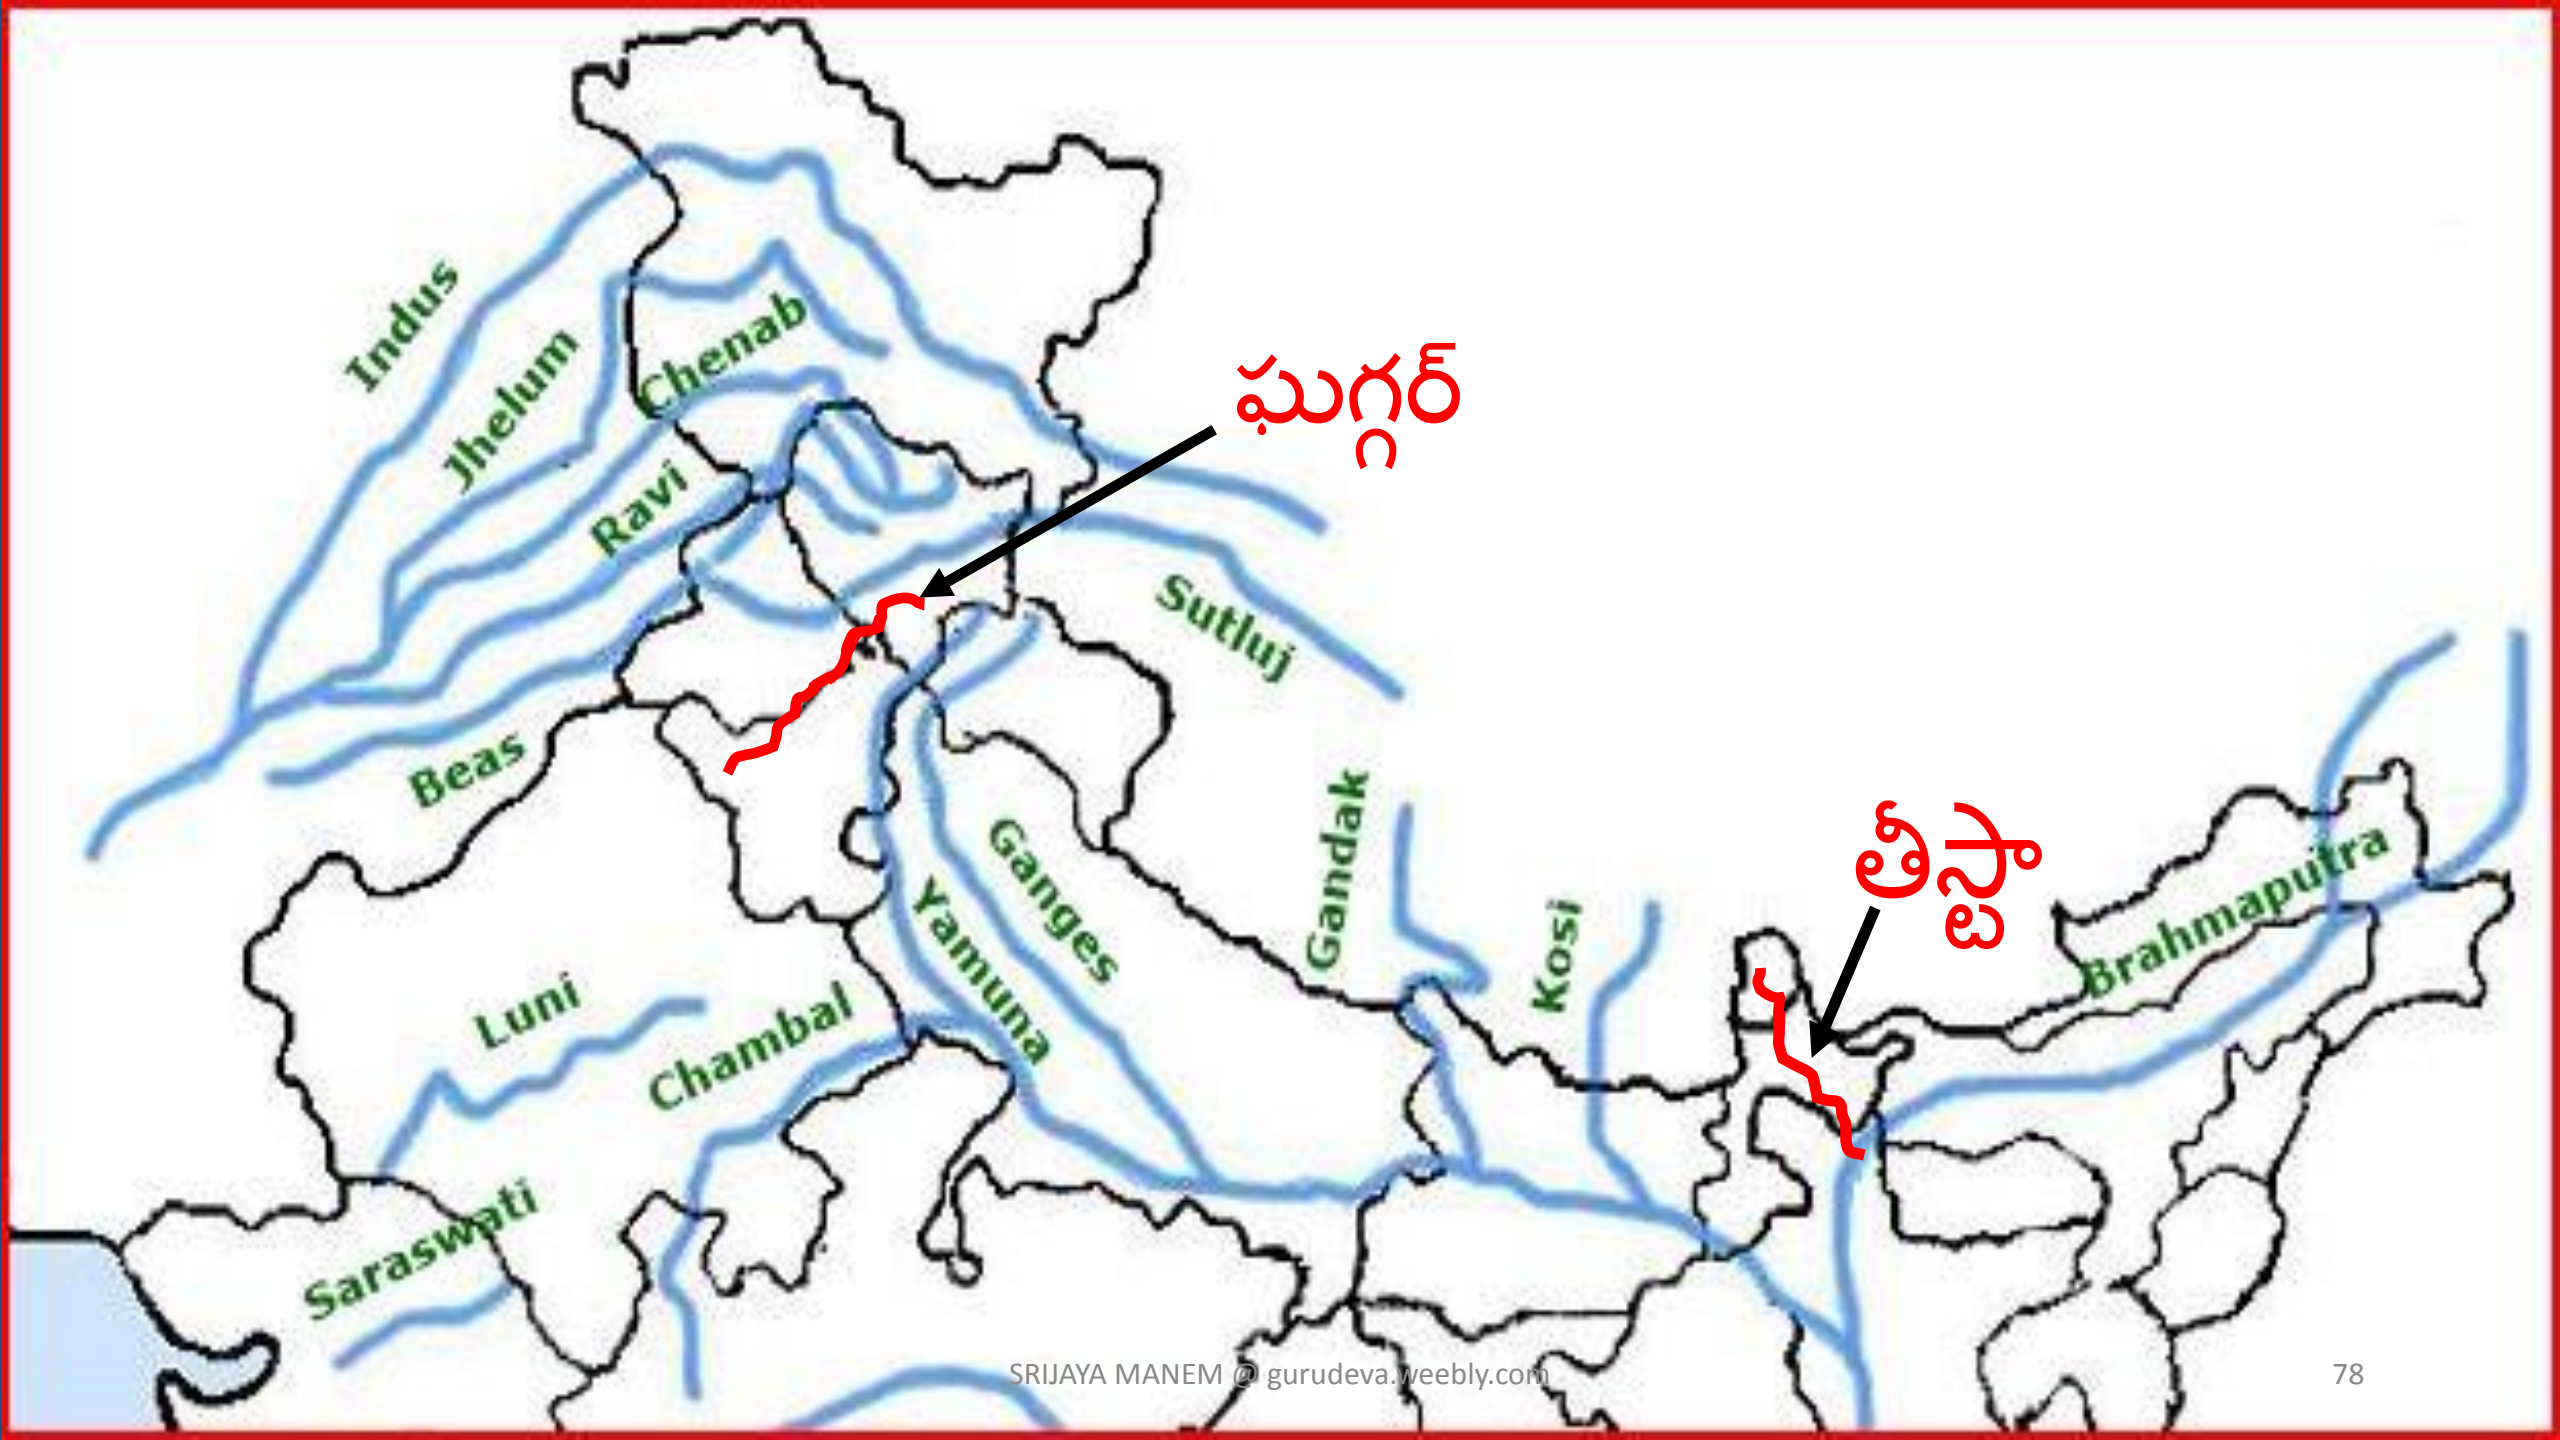 Indus
Jhelum
Chenab
Ravi
ఘగ్గర్
Sutluj
Beas
Gandak
తీస్టా
Ganges
Kosi
Yamuna
Brahmaputra
Luni
Chambal
Saraswati
SRIJAYA MANEM @ gurudeva.weebly.com
78